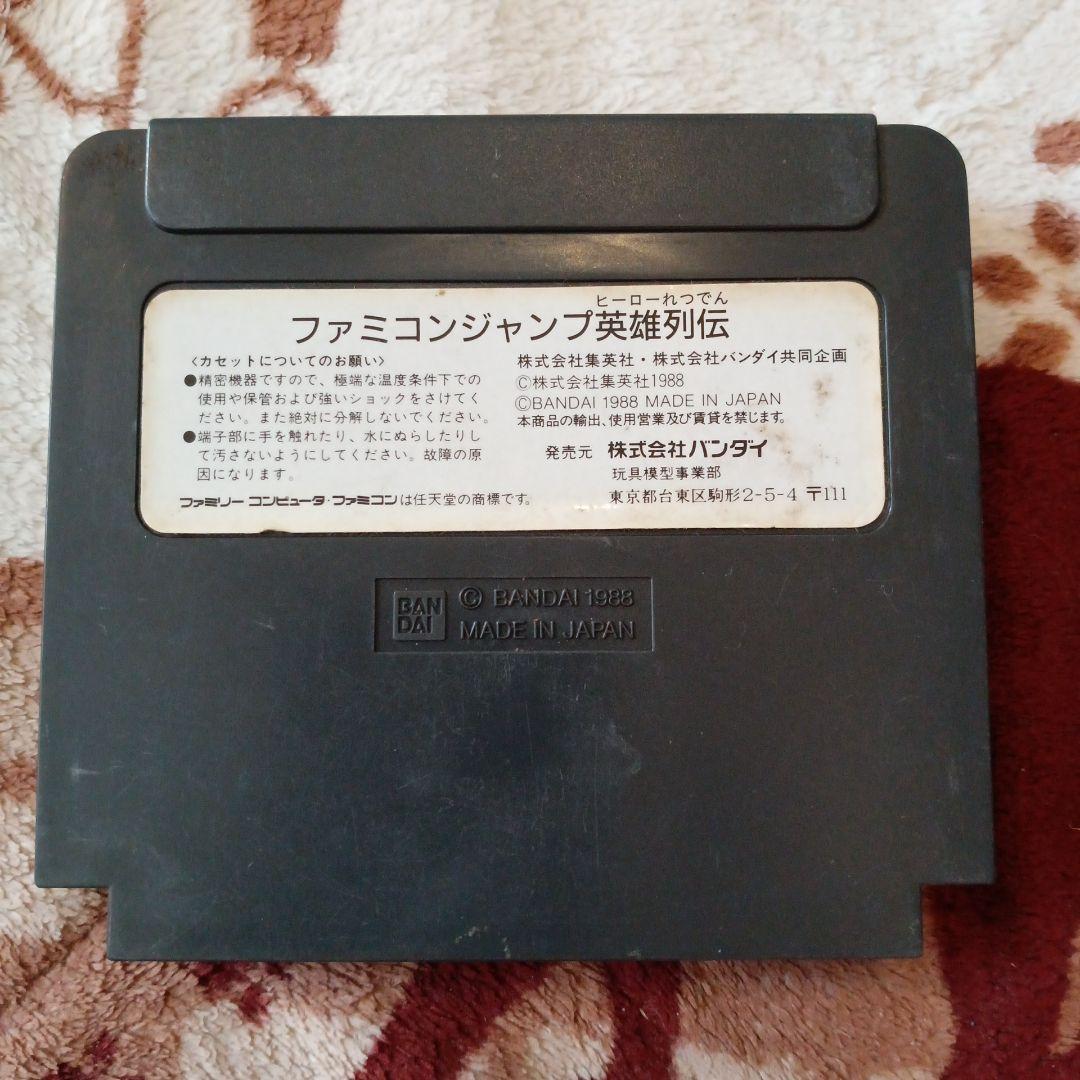 ヒーローれつでん
ファミコンジャンプ英雄列伝
〈カセットについてのお願い〉
●精密機器ですので、極端な温度条件下での
使用や保管および強いショックをさけてく
ださい。また絶対に分解しないでください。
●端子部に手を触れたり、水にぬらしたりし
て汚さないようにしてください。故障の原
因になります。
ファミリー コンピュータ・ファミコンは任天堂の商標です。
株式会社集英社・株式会社バンダイ共同企画
©株式会社集英社1988
©BANDAI 1988 MADE IN JAPAN
本商品の輸出、使用営業及び賃貸を禁じます。
発売元 株式会社バンダイ
玩具模型事業部
東京都台東区駒形2-5-4 〒111
BAN
DAI
© BANDAI 1988
MADE IN JAPAN